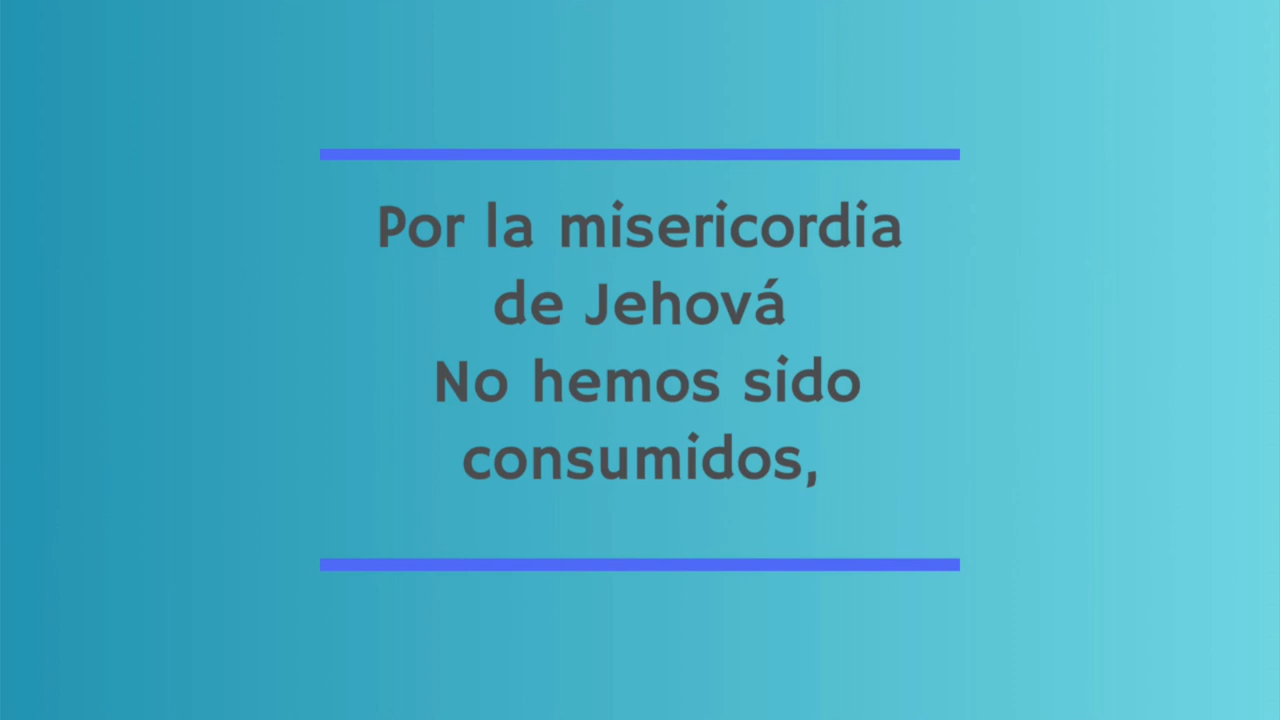 Por la misericordia
de Jehová
No hemos sido
consumidos,